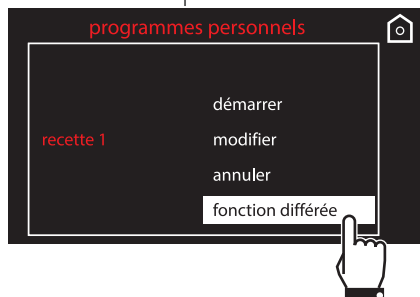 programmes personnels
démarrer
recette 1 modifier
annuler
fonction différée